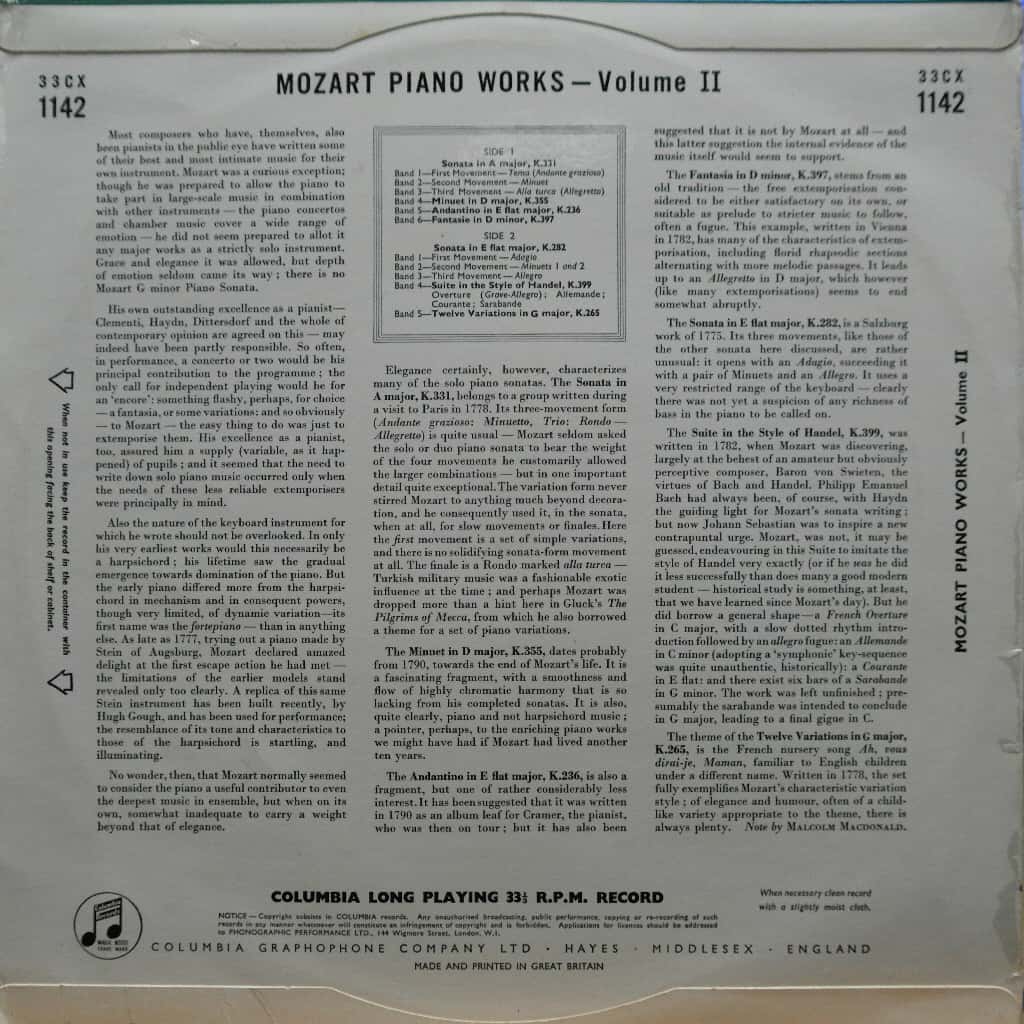 33CX
1142
MOZART PIANO WORKS — Volume II
33CX
1142
Most composers who have, themselves, also
been pianists in the public eye have written some
of their best and most intimate music for their
own instrument. Mozart was a curious exception;
though he was prepared to allow the piano to
take part in large-scale music in combination
with other instruments — the piano concertos
and chamber music cover a wide range of
emotion — he did not seem prepared to allot it
any major works as a strictly solo instrument.
Grace and elegance it was allowed, but depth
of emotion seldom came its way; there is no
Mozart G minor Piano Sonata.
His own outstanding excellence as a pianist—
Clementi, Haydn, Dittersdorf and the whole of
contemporary opinion are agreed on this — may
indeed have been partly responsible. So often,
in performance, a concerto or two would be his
principal contribution to the programme; the
only call for independent playing would be for
an 'encore': something flashy, perhaps, for choice
— a fantasia, or some variations: and so obviously
— to Mozart — the easy thing to do was just to
extemporise them. His excellence as a pianist,
too, assured him a supply (variable, as it hap-
pened) of pupils; and it seemed that the need to
write down solo piano music occurred only when
the needs of these less reliable extemporisers
were principally in mind.
Also the nature of the keyboard instrument for
which he wrote should not be overlooked. In only
his very earliest works would this necessarily be
a harpsichord; his lifetime saw the gradual
emergence towards domination of the piano. But
the early piano differed more from the harpsi-
chord in mechanism and in consequent powers,
though very limited, of dynamic variation—its
first name was the fortepiano — than in anything
else. As late as 1777, trying out a piano made by
Stein of Augsburg, Mozart declared amazed
delight at the first escape action he had met —
the limitations of the earlier models stand
revealed only too clearly. A replica of this same
Stein instrument has been built recently, by
Hugh Gough, and has been used for performance;
the resemblance of its tone and characteristics to
those of the harpsichord is startling, and
illuminating.
No wonder, then, that Mozart normally seemed
to consider the piano a useful contributor to even
the deepest music in ensemble, but when on its
own, somewhat inadequate to carry a weight
beyond that of elegance.
SIDE 1
Sonata in A major, K.331
Band 1—First Movement — Tema (Andante grazioso)
Band 2—Second Movement — Minuet
Band 3—Third Movement — Alla turca (Allegretto)
Band 4—Minuet in D major, K.355
Band 5—Andantino in E flat major, K.236
Band 6—Fantasie in D minor, K.397
SIDE 2
Sonata in E flat major, K.282
Band 1—First Movement — Adagio
Band 2—Second Movement — Minuets 1 and 2
Band 3—Third Movement — Allegro
Band 4—Suite in the Style of Handel, K.399
Overture (Grave-Allegro); Allemande;
Courante; Sarabande
Band 5—Twelve Variations in G major, K.265
Elegance certainly, however, characterizes
many of the solo piano sonatas. The Sonata in
A major, K.331, belongs to a group written during
a visit to Paris in 1778. Its three-movement form
(Andante grazioso; Minuetto, Trio; Rondo —
Allegretto) is quite usual — Mozart seldom asked
the solo or duo piano sonata to bear the weight
of the four movements he customarily allowed
the larger combinations — but in one important
detail quite exceptional. The variation form never
stirred Mozart to anything much beyond decora-
tion, and he consequently used it, in the sonata,
when at all, for slow movements or finales. Here
the first movement is a set of simple variations,
and there is no solidifying sonata-form movement
at all. The finale is a Rondo marked alla turca —
Turkish military music was a fashionable exotic
influence at the time; and perhaps Mozart was
dropped more than a hint here in Gluck's The
Pilgrims of Mecca, from which he also borrowed
a theme for a set of piano variations.
The Minuet in D major, K.355, dates probably
from 1790, towards the end of Mozart's life. It is
a fascinating fragment, with a smoothness and
flow of highly chromatic harmony that is so
lacking from his completed sonatas. It is also,
quite clearly, piano and not harpsichord music;
a pointer, perhaps, to the enriching piano works
we might have had if Mozart had lived another
ten years.
The Andantino in E flat major, K.236, is also a
fragment, but one of rather considerably less
interest. It has been suggested that it was written
in 1790 as an album leaf for Cramer, the pianist,
who was then on tour; but it has also been
suggested that it is not by Mozart at all — and
this latter suggestion the internal evidence of the
music itself would seem to support.
The Fantasia in D minor, K.397, stems from an
old tradition — the free extemporisation con-
sidered to be either satisfactory on its own, or
suitable as prelude to stricter music to follow,
often a fugue. This example, written in Vienna
in 1782, has many of the characteristics of extem-
porisation, including florid rhapsodic sections
alternating with more melodic passages. It leads
up to an Allegretto in D major, which however
(like many extemporisations) seems to end
somewhat abruptly.
The Sonata in E flat major, K.282, is a Salzburg
work of 1775. Its three movements, like those of
the other sonata here discussed, are rather
unusual: it opens with an Adagio, succeeding it
with a pair of Minuets and an Allegro. It uses a
very restricted range of the keyboard — clearly
there was not yet a suspicion of any richness of
bass in the piano to be called on.
The Suite in the Style of Handel, K.399, was
written in 1782, when Mozart was discovering,
largely at the behest of an amateur but obviously
perceptive composer, Baron von Swieten, the
virtues of Bach and Handel. Philipp Emanuel
Bach had always been, of course, with Haydn
the guiding light for Mozart's sonata writing;
but now Johann Sebastian was to inspire a new
contrapuntal urge. Mozart, was not, it may be
guessed, endeavouring in this Suite to imitate the
style of Handel very exactly (or if he was he did
it less successfully than does many a good modern
student — historical study is something, at least,
that we have learned since Mozart's day). But he
did borrow a general shape—a French Overture
in C major, with a slow dotted rhythm intro-
duction followed by an allegro fugue: an Allemande
in C minor (adopting a 'symphonic' key-sequence
was quite unauthentic, historically): a Courante
in E flat: and there exist six bars of a Sarabande
in G minor. The work was left unfinished; pre-
sumably the sarabande was intended to conclude
in G major, leading to a final gigue in C.
The theme of the Twelve Variations in G major,
K.265, is the French nursery song Ah, vous
dirai-je, Maman, familiar to English children
under a different name. Written in 1778, the set
fully exemplifies Mozart's characteristic variation
style; of elegance and humour, often of a child-
like variety appropriate to the theme, there is
always plenty. Note by MALCOLM MACDONALD.
When not in use keep the record in the container with
this opening facing the back of shelf or cabinet.
MOZART PIANO WORKS — Volume II
COLUMBIA LONG PLAYING 33⅓ R.P.M. RECORD
When necessary clean record
with a slightly moist cloth.
NOTICE — Copyright subsists in COLUMBIA records. Any unauthorised broadcasting, public performance, copying or re-recording of such
records in any manner whatsoever will constitute an infringement of copyright and is forbidden. Applications for licences should be addressed
to PHONOGRAPHIC PERFORMANCE LTD., 144 Wigmore Street, London, W.1.
Columbia
Records
MAGIC NOTES
TRADE MARK
COLUMBIA GRAPHOPHONE COMPANY LTD · HAYES · MIDDLESEX · ENGLAND
MADE AND PRINTED IN GREAT BRITAIN